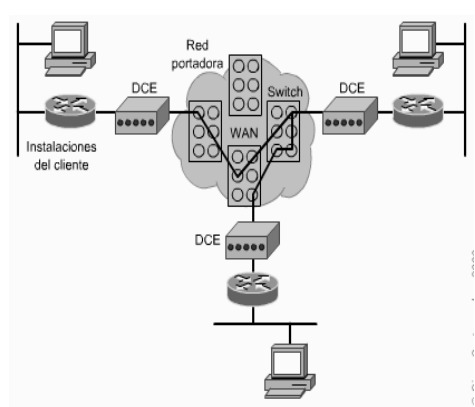 Red
portadora
DCE
Switch
DCE
WAN
Instalaciones
del cliente
DCE